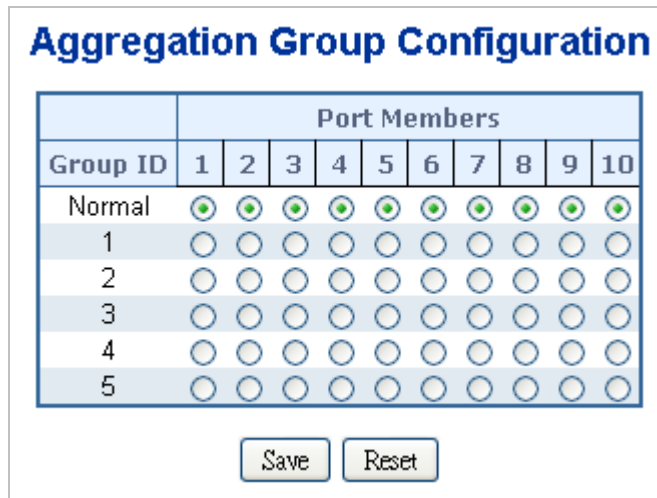 Aggregation Group Configuration
Port Members
Group ID 1 2 3 4 5 6 7 8 9 10
Normal
1
2
3
4
5
Save Reset